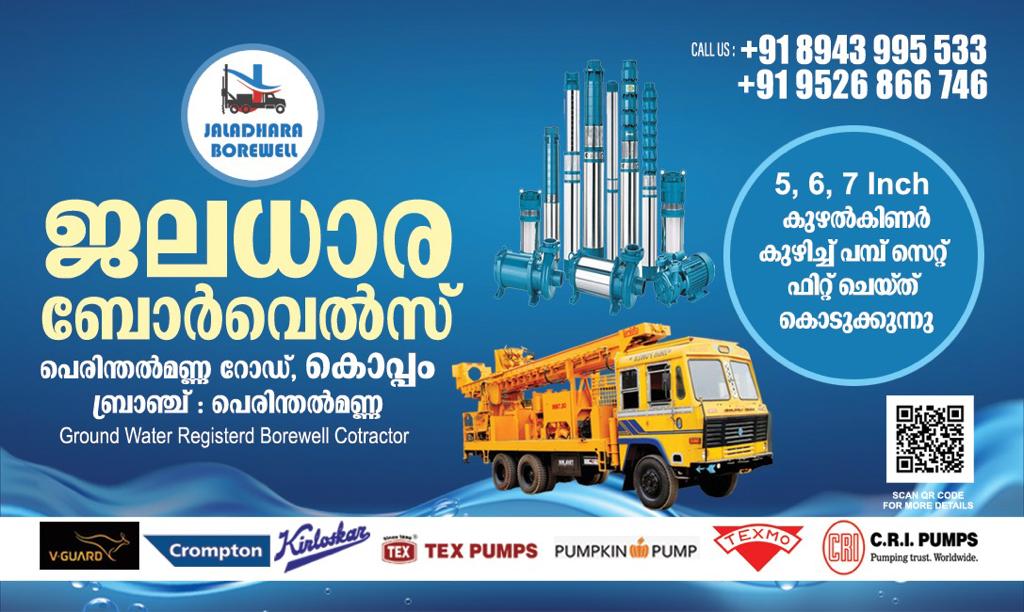 CALL US : +91 8943 995 533
+91 9526 866 746
JALADHARA
BOREWELL
ജലധാര
ബോർവെൽസ്
പെരിന്തൽമണ്ണ റോഡ്, കൊപ്പം
ബ്രാഞ്ച് : പെരിന്തൽമണ്ണ
Ground Water Registerd Borewell Cotractor
5, 6, 7 Inch
കുഴൽകിണർ
കുഴിച്ച് പമ്പ് സെറ്റ്
ഫിറ്റ് ചെയ്ത്
കൊടുക്കുന്നു
SCAN QR CODE
FOR MORE DETAILS
V-GUARD
Crompton
Kirloskar
TEX
TEX PUMPS
PUMPKIN PUMP
TEXMO
CRI
C.R.I. PUMPS
Pumping trust. Worldwide.